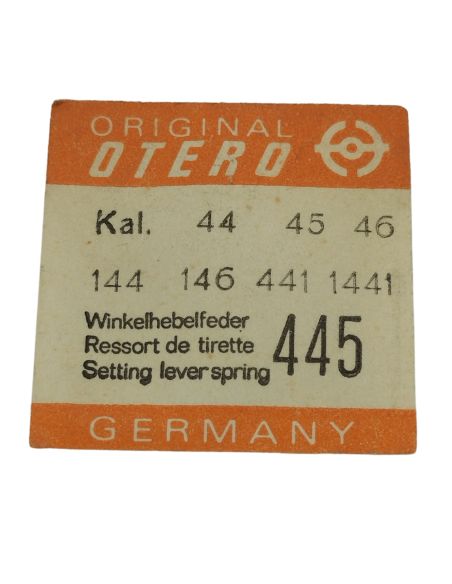 ORIGINAL
OTERO
Kal. 44 45 46
144 146 441 1441
Winkelhebelfeder
Ressort de tirette
Setting lever spring
445
GERMANY